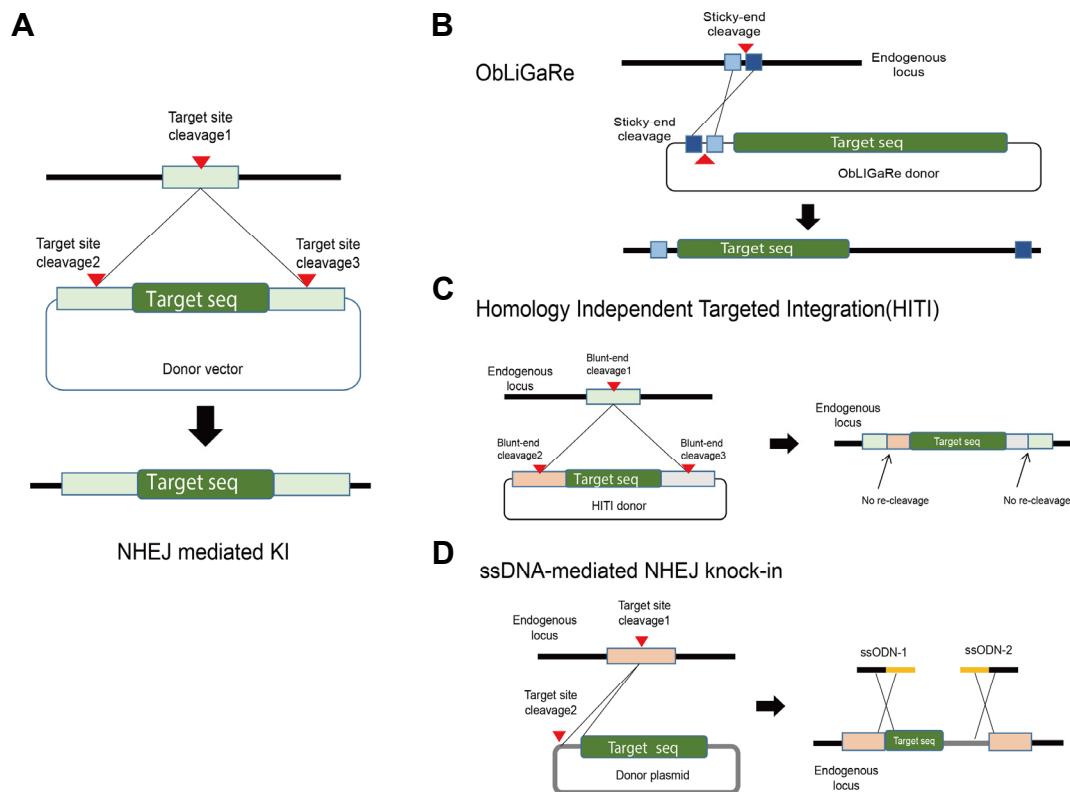 A
Target site
cleavage1
Target site
cleavage2
Target site
cleavage3
Target seq
Donor vector
Target seq
NHEJ mediated KI
B
ObLiGaRe
Sticky-end
cleavage
Endogenous
locus
Sticky-end
cleavage
Target seq
ObLIGaRe donor
Target seq
C
Homology Independent Targeted Integration(HITI)
Endogenous
locus
Blunt-end
cleavage1
Blunt-end
cleavage2
Blunt-end
cleavage3
Target seq
HITI donor
Endogenous
locus
Target seq
No re-cleavage
No re-cleavage
D
ssDNA-mediated NHEJ knock-in
Endogenous
locus
Target site
cleavage1
Target site
cleavage2
Target seq
Donor plasmid
ssODN-1
ssODN-2
Target seq
Endogenous
locus